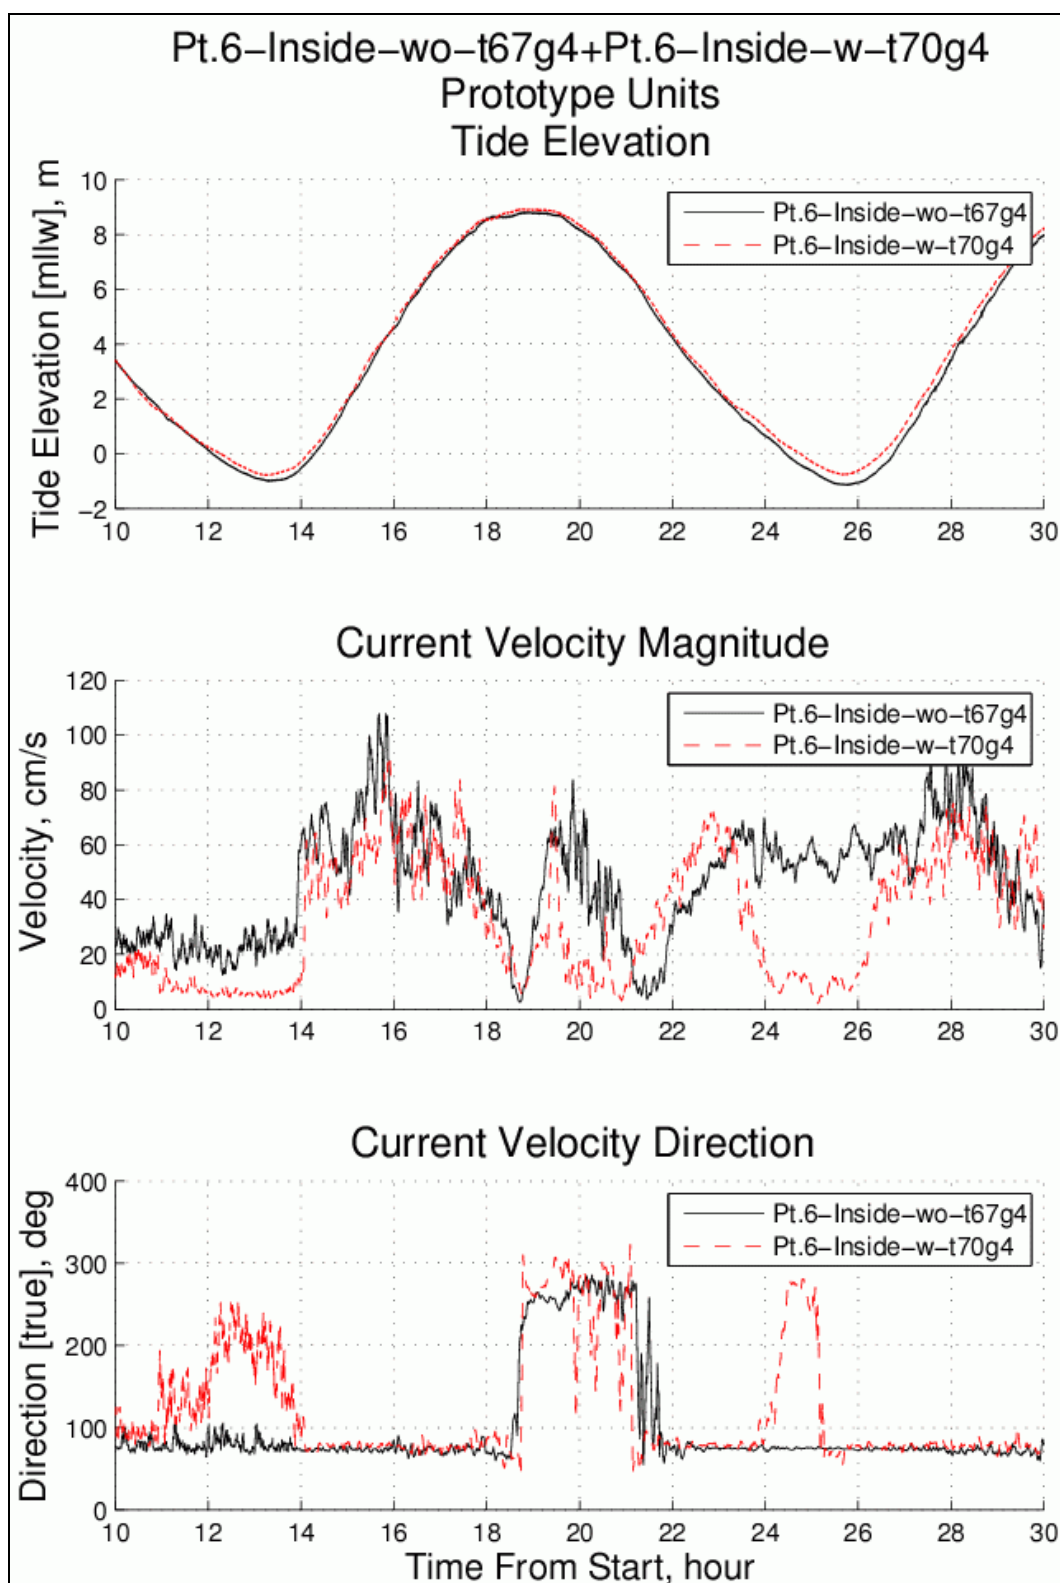 Pt.6−Inside−wo−t67g4+Pt.6−Inside−w−t70g4
Prototype Units
Tide Elevation
Tide Elevation [mllw], m
10
8
6
4
2
0
−2
Pt.6−Inside−wo−t67g4
Pt.6−Inside−w−t70g4
10 12 14 16 18 20 22 24 26 28 30
Current Velocity Magnitude
Velocity, cm/s
120
100
80
60
40
20
0
Pt.6−Inside−wo−t67g4
Pt.6−Inside−w−t70g4
10 12 14 16 18 20 22 24 26 28 30
Current Velocity Direction
Direction [true], deg
400
300
200
100
0
Pt.6−Inside−wo−t67g4
Pt.6−Inside−w−t70g4
10 12 14 16 18 20 22 24 26 28 30
Time From Start, hour